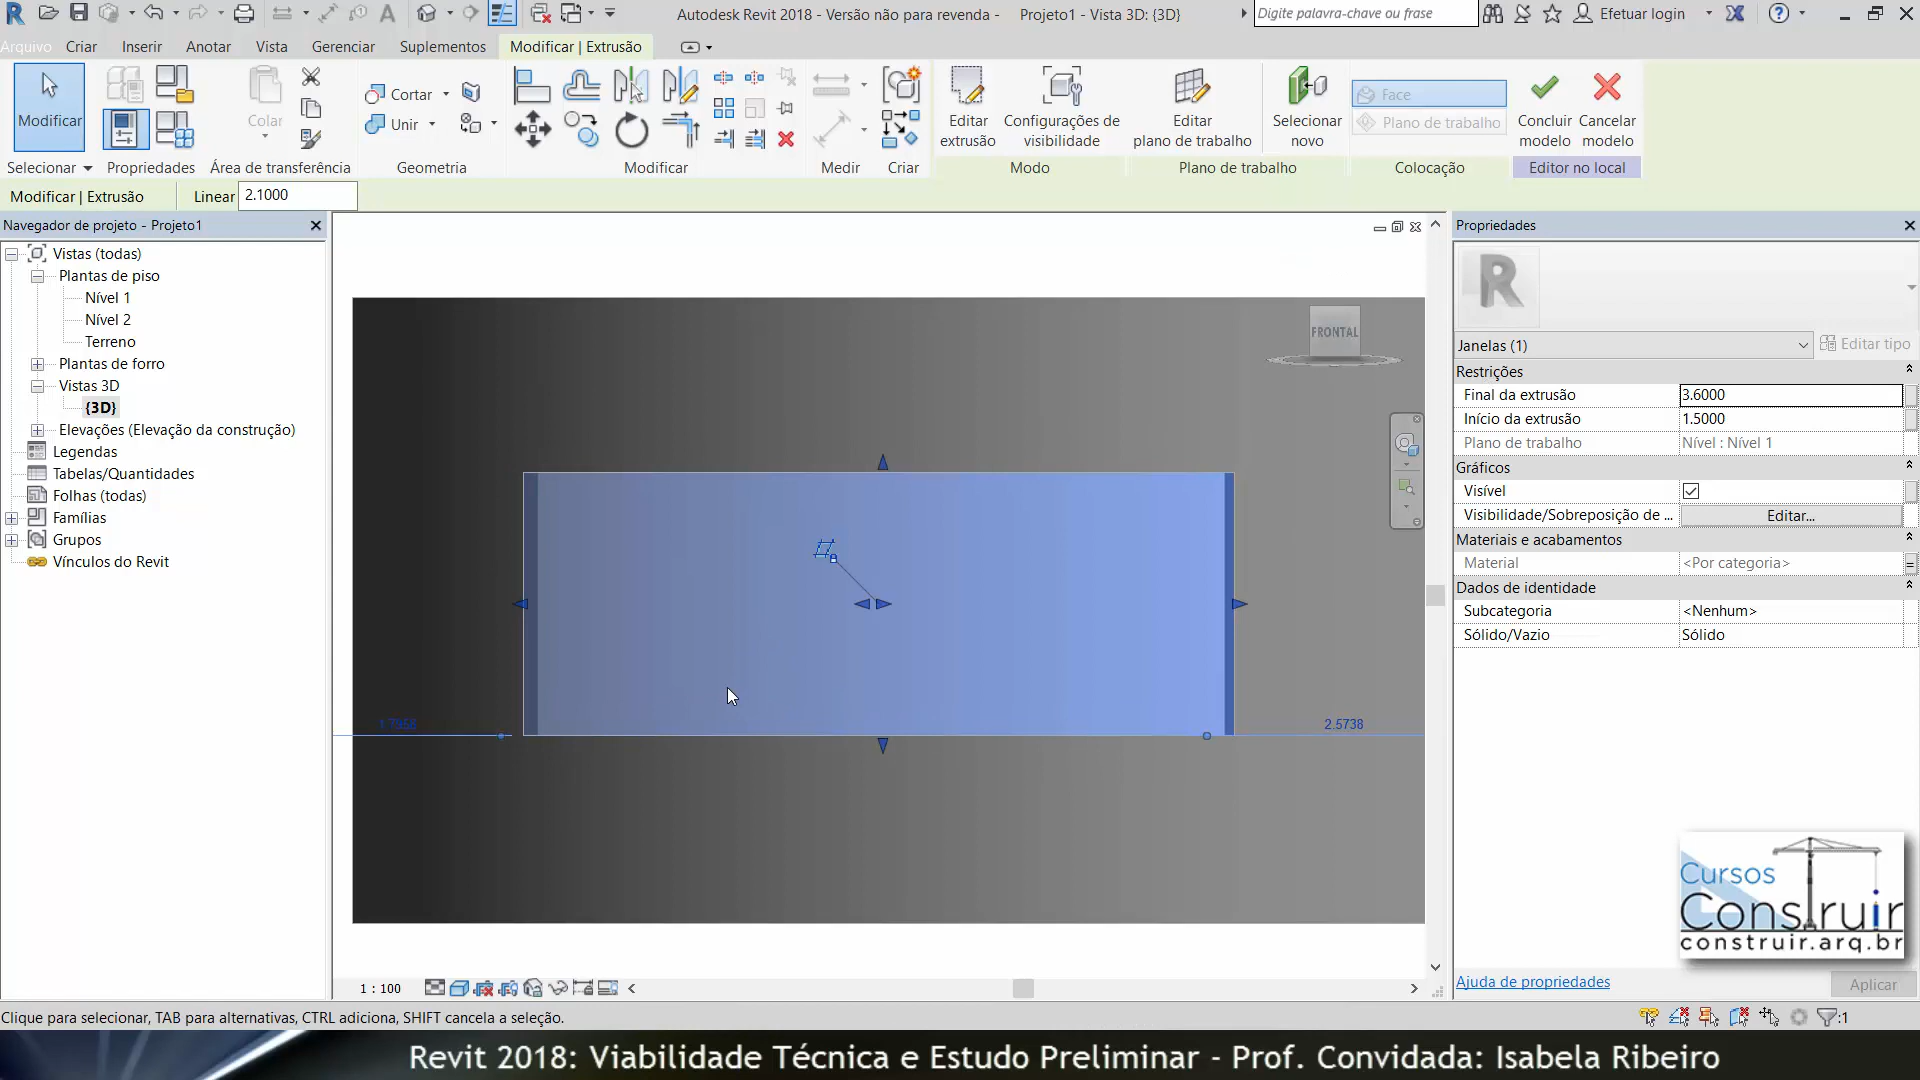 Autodesk Revit 2018 - Versão não para revenda - Projeto1 - Vista 3D: {3D}
Digite palavra-chave ou frase
Efetuar login
Arquivo Criar Inserir Anotar Vista Gerenciar Suplementos Modificar | Extrusão
Modificar
Colar
Cortar
Unir
Editar extrusão
Configurações de visibilidade
Editar plano de trabalho
Selecionar novo
Face
Plano de trabalho
Concluir modelo
Cancelar modelo
Selecionar Propriedades Área de transferência Geometria Modificar Medir Criar Modo Plano de trabalho Colocação Editor no local
Modificar | Extrusão Linear 2.1000
Navegador de projeto - Projeto1
Vistas (todas)
Plantas de piso
Nível 1
Nível 2
Terreno
Plantas de forro
Vistas 3D
{3D}
Elevações (Elevação da construção)
Legendas
Tabelas/Quantidades
Folhas (todas)
Famílias
Grupos
Vínculos do Revit
FRONTAL
2.5738
1 : 100
Propriedades
R
Janelas (1) Editar tipo
Restrições
Final da extrusão 3.6000
Início da extrusão 1.5000
Plano de trabalho Nível : Nível 1
Gráficos
Visível
Visibilidade/Sobreposição de ... Editar...
Materiais e acabamentos
Material <Por categoria>
Dados de identidade
Subcategoria <Nenhum>
Sólido/Vazio Sólido
Cursos
Construir
construir.arq.br
Ajuda de propriedades Aplicar
Clique para selecionar, TAB para alternativas, CTRL adiciona, SHIFT cancela a seleção.
:1
Revit 2018: Viabilidade Técnica e Estudo Preliminar - Prof. Convidada: Isabela Ribeiro